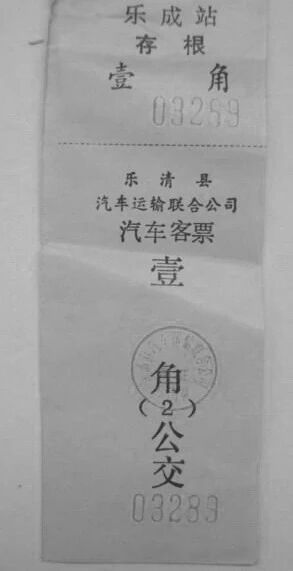 乐成站
存根
壹 角
03289
乐清县
汽车运输联合公司
汽车客票
壹
角
(2)
公
交
03289